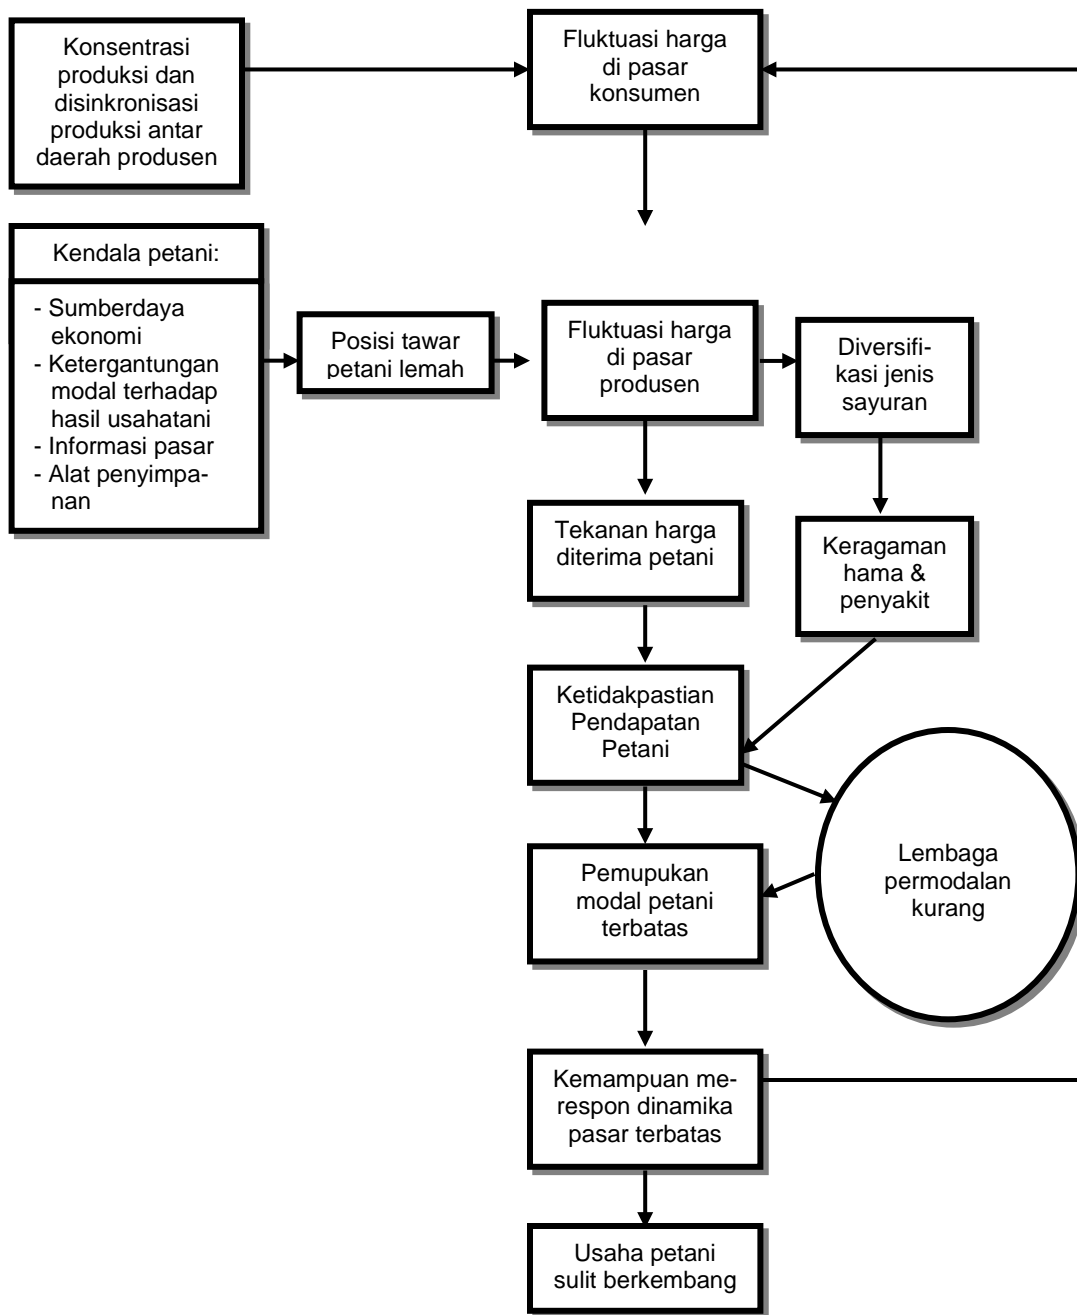 Konsentrasi
produksi dan
disinkronisasi
produksi antar
daerah produsen
Fluktuasi harga
di pasar
konsumen
Kendala petani:
- Sumberdaya
ekonomi
- Ketergantungan
modal terhadap
hasil usahatani
- Informasi pasar
- Alat penyimpa-
nan
Posisi tawar
petani lemah
Fluktuasi harga
di pasar
produsen
Diversifi-
kasi jenis
sayuran
Tekanan harga
diterima petani
Keragaman
hama &
penyakit
Ketidakpastian
Pendapatan
Petani
Lembaga
permodalan
kurang
Pemupukan
modal petani
terbatas
Kemampuan me-
respon dinamika
pasar terbatas
Usaha petani
sulit berkembang